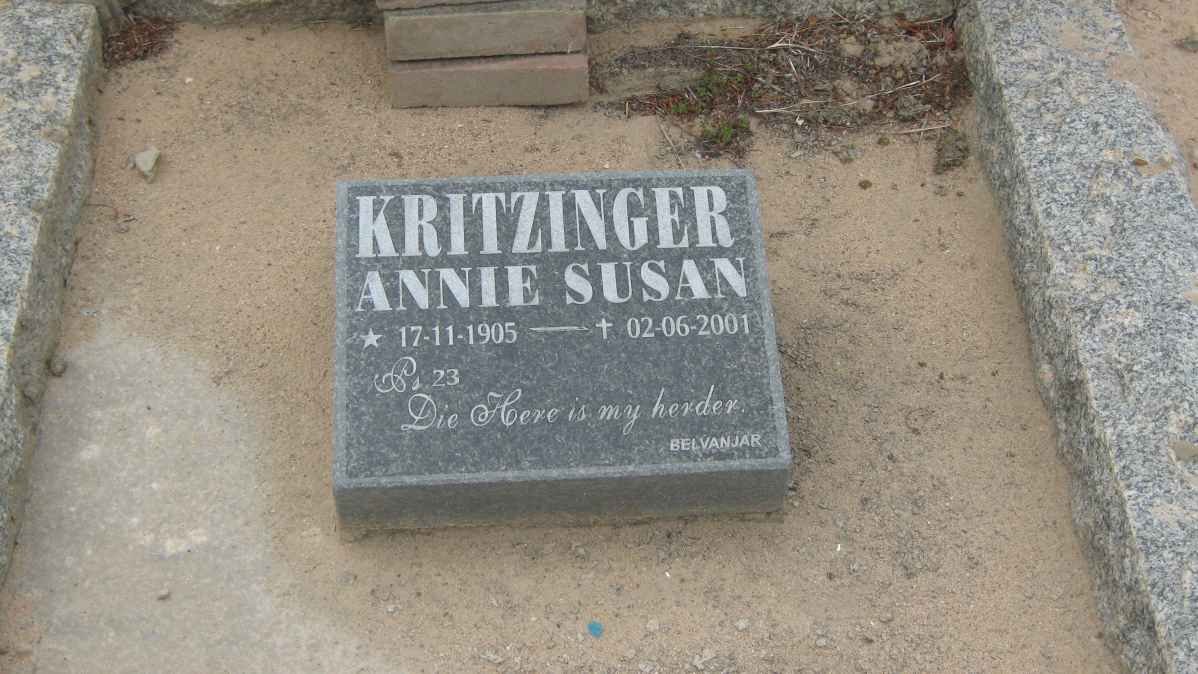 KRITZINGER
ANNIE SUSAN
★ 17-11-1905 —— ✝ 02-06-2001
Ps 23
Die Here is my herder.
BELVANJAR